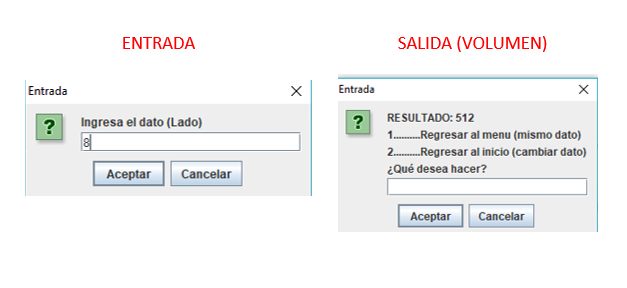 ENTRADA
Entrada
Ingresa el dato (Lado)
8
Aceptar Cancelar
SALIDA (VOLUMEN)
Entrada
RESULTADO: 512
1..........Regresar al menu (mismo dato)
2..........Regresar al inicio (cambiar dato)
¿Qué desea hacer?
Aceptar Cancelar